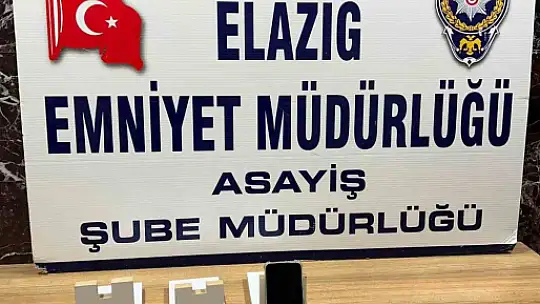 ELAZIĞ
EMNİYET MÜDÜRLÜĞÜ
ASAYİŞ
ŞUBE MÜDÜRLÜĞÜ